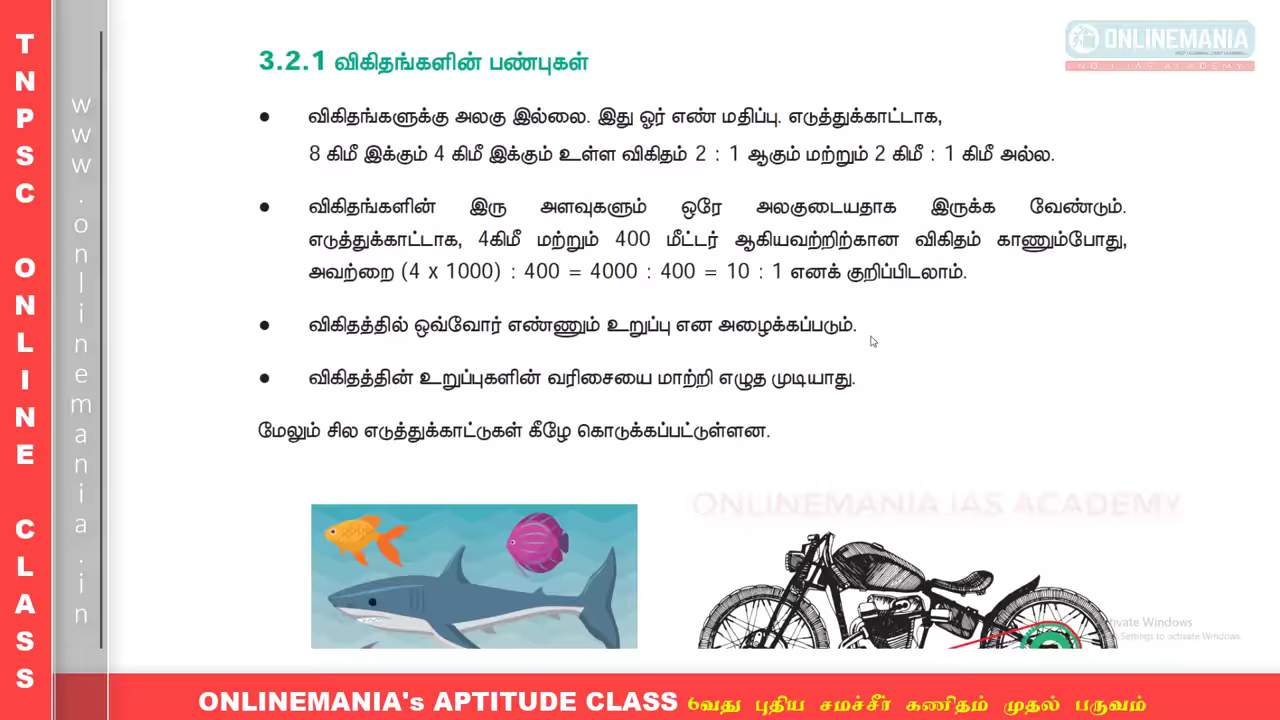 TNPSC ONLINE CLASS
www.onlinemania.in
ONLINEMANIA
NO 1 IAS ACADEMY
3.2.1 விகிதங்களின் பண்புகள்
● விகிதங்களுக்கு அலகு இல்லை. இது ஓர் எண் மதிப்பு. எடுத்துக்காட்டாக,
8 கிமீ இக்கும் 4 கிமீ இக்கும் உள்ள விகிதம் 2 : 1 ஆகும் மற்றும் 2 கிமீ : 1 கிமீ அல்ல.
● விகிதங்களின் இரு அளவுகளும் ஒரே அலகுடையதாக இருக்க வேண்டும்.
எடுத்துக்காட்டாக, 4கிமீ மற்றும் 400 மீட்டர் ஆகியவற்றிற்கான விகிதம் காணும்போது,
அவற்றை (4 x 1000) : 400 = 4000 : 400 = 10 : 1 எனக் குறிப்பிடலாம்.
● விகிதத்தில் ஒவ்வோர் எண்ணும் உறுப்பு என அழைக்கப்படும்.
● விகிதத்தின் உறுப்புகளின் வரிசையை மாற்றி எழுத முடியாது.
மேலும் சில எடுத்துக்காட்டுகள் கீழே கொடுக்கப்பட்டுள்ளன.
ONLINEMANIA IAS ACADEMY
Windows
Settings to activate Windows.
ONLINEMANIA's APTITUDE CLASS 6வது புதிய சமச்சீர் கணிதம் முதல் பருவம்